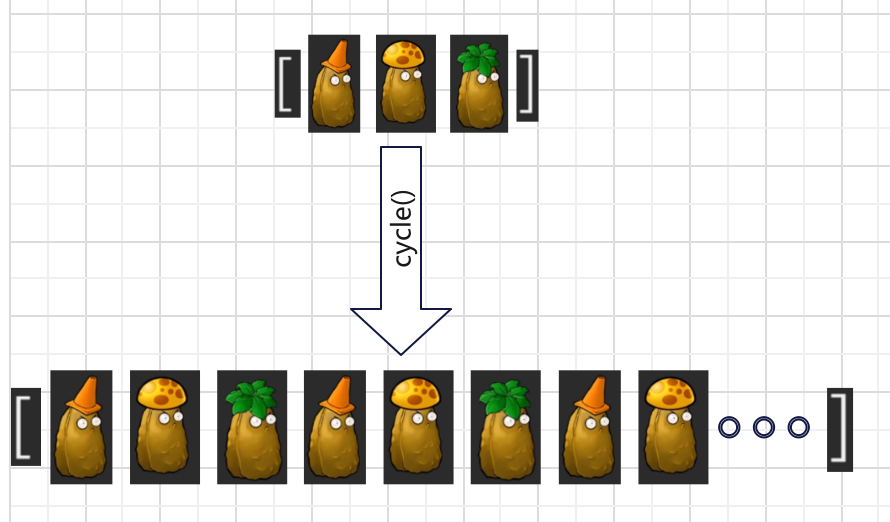 [ ]
cycle()
[ ]